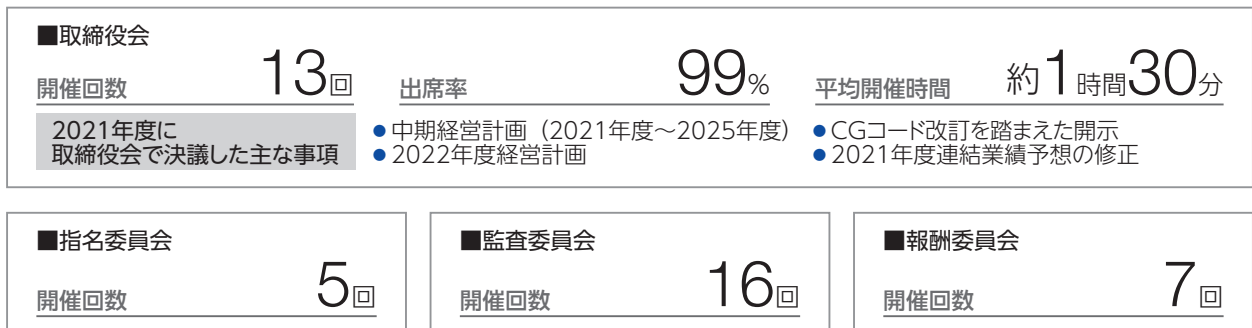 ■取締役会
開催回数 13回 出席率 99% 平均開催時間 約1時間30分
2021年度に
取締役会で決議した主な事項
●中期経営計画（2021年度～2025年度） ●CGコード改訂を踏まえた開示
●2022年度経営計画 ●2021年度連結業績予想の修正
■指名委員会 ■監査委員会 ■報酬委員会
開催回数 5回 開催回数 16回 開催回数 7回